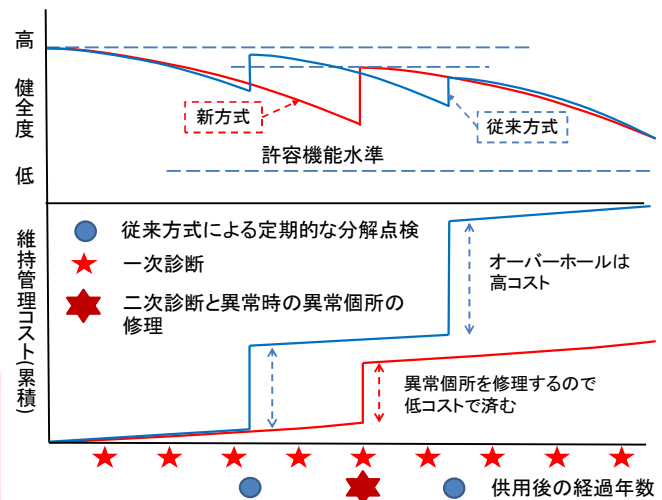 高
健全度
低
新方式
従来方式
許容機能水準
維持管理コスト(累積)
従来方式による定期的な分解点検
一次診断
二次診断と異常時の異常個所の
修理
オーバーホールは
高コスト
異常個所を修理するので
低コストで済む
供用後の経過年数